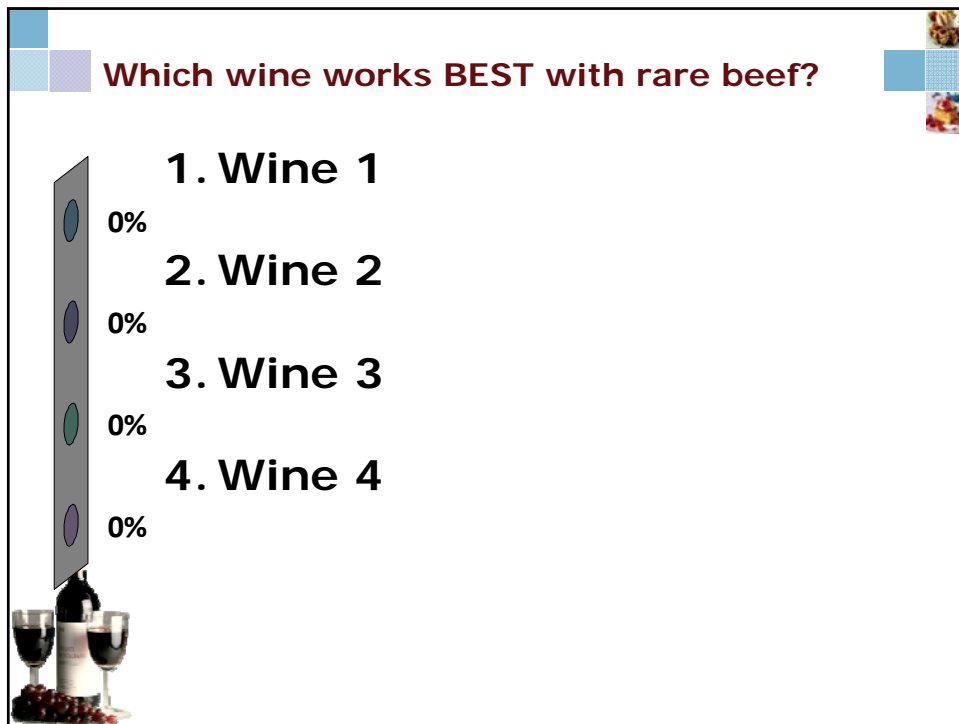 Which wine works BEST with rare beef?
1. Wine 1
0%
2. Wine 2
0%
3. Wine 3
0%
4. Wine 4
0%